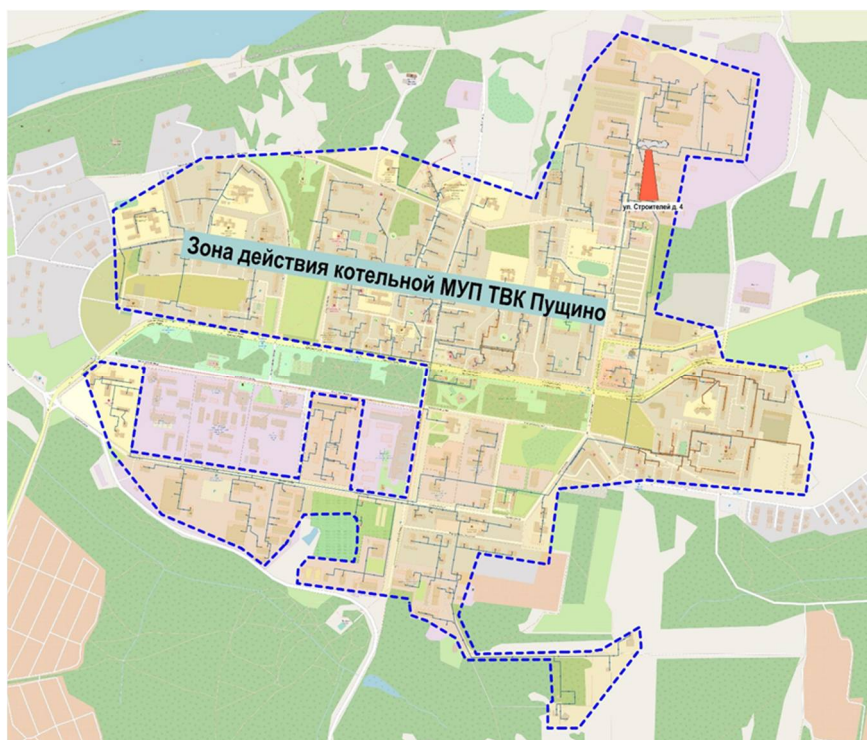 ул. Строителей д. 4
Зона действия котельной МУП ТВК Пущино